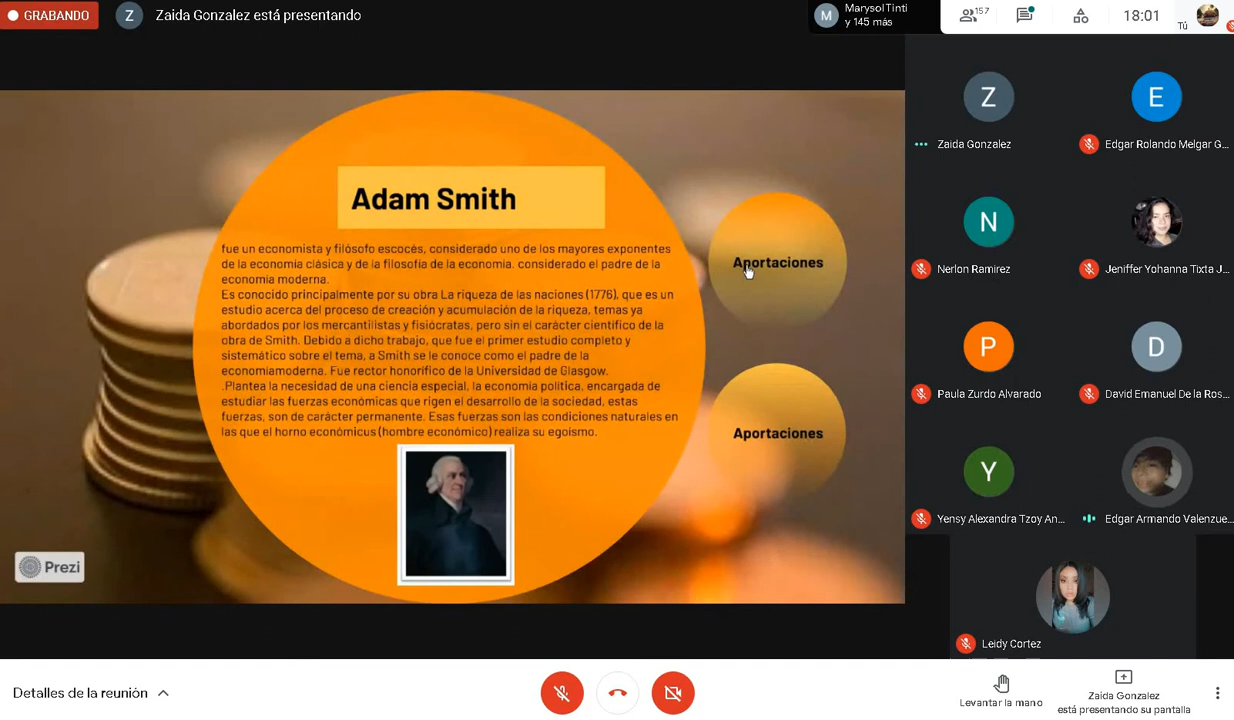 GRABANDO
Z
Zaida Gonzalez está presentando
M
Marysol Tinti
y 145 más
157
18:01
Tú
Adam Smith
fue un economista y filósofo escocés, considerado uno de los mayores exponentes
de la economía clásica y de la filosofía de la economía. considerado el padre de la
economía moderna.
Es conocido principalmente por su obra La riqueza de las naciones (1776), que es un
estudio acerca del proceso de creación y acumulación de la riqueza, temas ya
abordados por los mercantilistas y fisiócratas, pero sin el carácter científico de la
obra de Smith. Debido a dicho trabajo, que fue el primer estudio completo y
sistemático sobre el tema, a Smith se le conoce como el padre de la
economíamoderna. Fue rector honorífico de la Universidad de Glasgow.
.Plantea la necesidad de una ciencia especial, la economía política, encargada de
estudiar las fuerzas económicas que rigen el desarrollo de la sociedad, estas
fuerzas, son de carácter permanente. Esas fuerzas son las condiciones naturales en
las que el horno económicus (hombre económico) realiza su egoísmo.
Aportaciones
Aportaciones
Prezi
Z
Zaida Gonzalez
E
Edgar Rolando Melgar G...
N
Nerlon Ramirez
Jeniffer Yohanna Tixta J...
P
Paula Zurdo Alvarado
D
David Emanuel De la Ros...
Y
Yensy Alexandra Tzoy An...
Edgar Armando Valenzue...
Leidy Cortez
Detalles de la reunión
Levantar la mano
Zaida Gonzalez
está presentando su pantalla